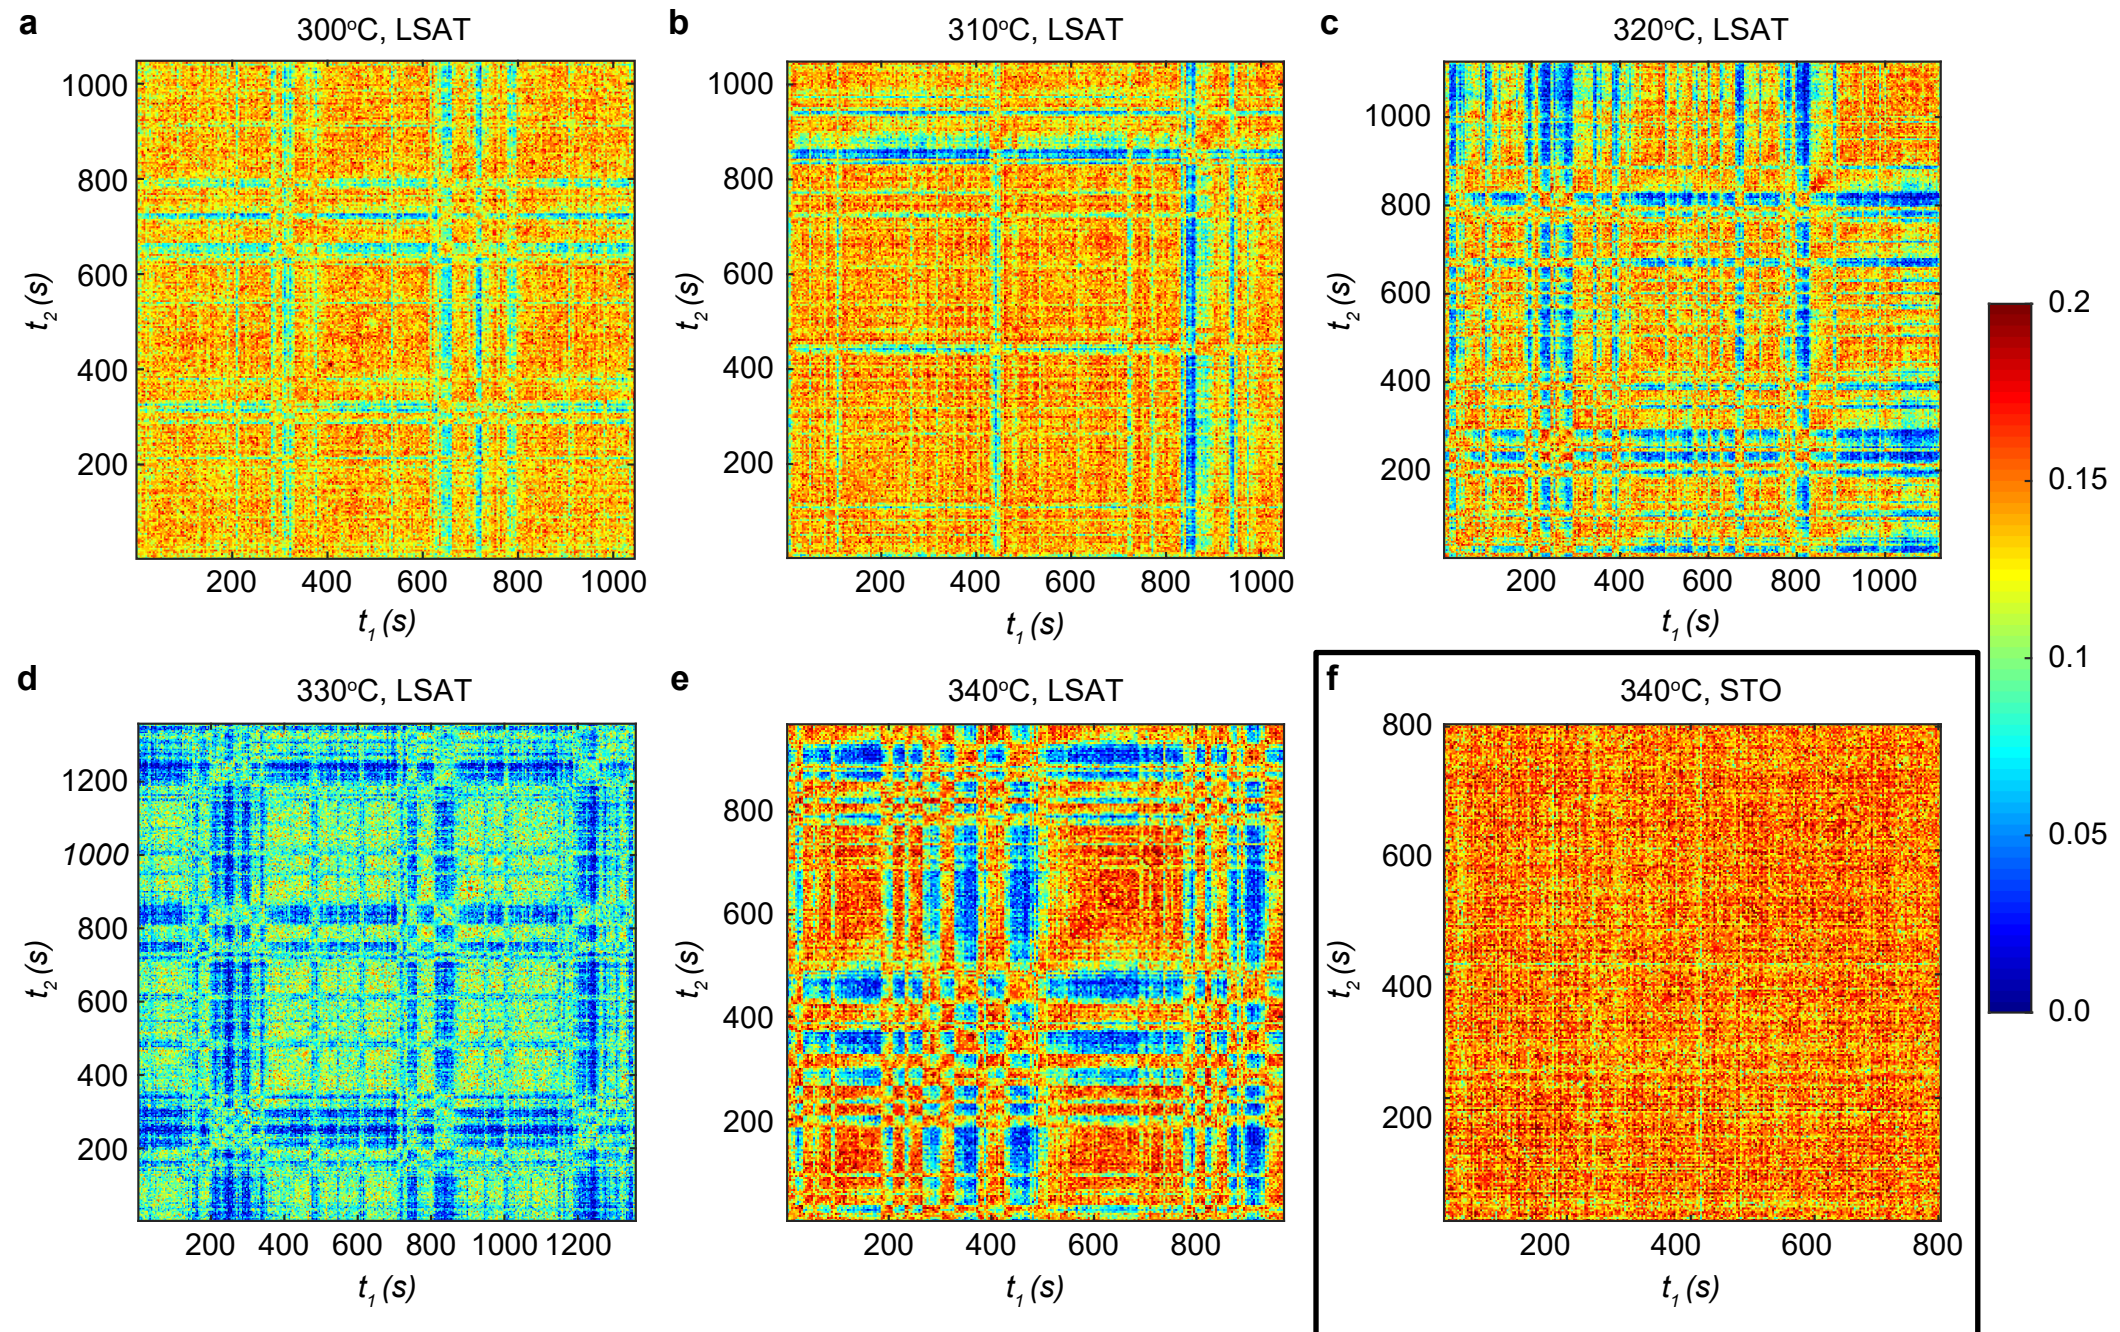 a
300°C, LSAT
1000
800
600
400
200
t2 (s)
200 400 600 800 1000
t1 (s)
b
310°C, LSAT
1000
800
600
400
200
t2 (s)
200 400 600 800 1000
t1 (s)
c
320°C, LSAT
1000
800
600
400
200
t2 (s)
200 400 600 800 1000
t1 (s)
0.2
0.15
0.1
0.05
0.0
d
330°C, LSAT
1200
1000
800
600
400
200
t2 (s)
200 400 600 800 1000 1200
t1 (s)
e
340°C, LSAT
800
600
400
200
t2 (s)
200 400 600 800
t1 (s)
f
340°C, STO
800
600
400
200
t2 (s)
200 400 600 800
t1 (s)